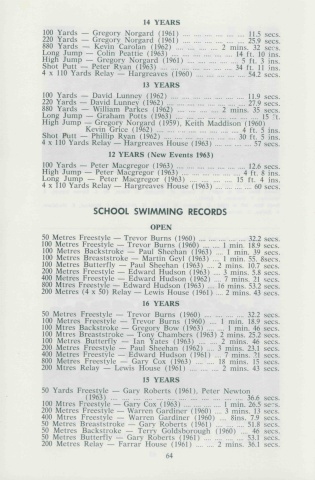 14 YEARS
100 Yards — Gregory Norgard (1961) ... ... ... ... 11.5 secs.
220 Yards — Gregory Norgard (1961) ... ... ... ... 25.9 secs.
880 Yards — Kevin Carolan (1962) ... ... ... 2 mins. 32 secs.
Long Jump — Colin Peattie (1963) ... ... ... 14 ft. 10 ins.
High Jump — Gregory Norgard (1961) ... ... 5 ft. 3 ins.
Shot Putt — Peter Ryan (1963) ... ... ... 34 ft. 11 ins.
4 x 110 Yards Relay — Hargreaves (1960) ... ... ... 54.2 secs.
13 YEARS
100 Yards — David Lunney (1962) ... ... ... ... 11.9 secs.
220 Yards — David Lunney (1962) ... ... ... ... 27.9 secs.
880 Yards — William Parkes (1962) ... ... 2 mins. 35 secs.
Long Jump — Graham Potts (1963) ... ... ... 15 ft.
High Jump — Gregory Norgard (1959), Keith Maddison (1960)
Kevin Grice (1962) ... ... ... ... 4 ft. 5 ins.
Shot Putt — Phillip Ryan (1962) ... ... ... 30 ft. 5 ins.
4 x 110 Yards Relay — Hargreaves House (1963) ... ... 57 secs.
12 YEARS (New Events 1963)
100 Yards — Peter Macgregor (1963) ... ... ... ... 12.6 secs.
High Jump — Peter Macgregor (1963) ... ... ... 4 ft. 8 ins.
Long Jump — Peter Macgregor (1963) ... ... 15 ft. 4 ins.
4 x 110 Yards Relay — Hargreaves House (1963) ... ... 60 secs.
SCHOOL SWIMMING RECORDS
OPEN
50 Metres Freestyle — Trevor Burns (1960) ... ... ... 32.2 secs.
100 Metres Freestyle — Trevor Burns (1960) ... 1 min. 18.9 secs.
100 Metres Backstroke — Paul Sheehan (1963) ... 1 min. 39 secs.
100 Metres Breaststroke — Martin Geyl (1963) ... 1 min. 55.8secs.
100 Metres Butterfly — Paul Sheehan (1963) ... 2 mins. 10.7 secs.
200 Metres Freestyle — Edward Hudson (1963) ... 3 mins. 5.8 secs.
400 Metres Freestyle — Edward Hudson (1962) ... 7 mins. 21 secs.
800 Mtres Freestyle — Edward Hudson (1963) ... 16 mins. 53.2 secs.
200 Metres (4 x 50) Relay — Lewis House (1961) ... 2 mins. 43 secs.
16 YEARS
50 Metres Freestyle — Trevor Burns (1960) ... ... ... 32.2 secs.
100 Metres Freestyle — Trevor Burns (1960) ... 1 min. 18.9 secs.
100 Mtres Backstroke — Gregory Bow (1963) ... 1 min. 46 secs.
100 Mtres Breaststroke — Tony Chambers (1963) 2 mins. 25.2 secs.
100 Metres Butterfly — Ian Yates (1963) ... ... 2 mins. 46 secs.
200 Metres Freestyle — Paul Sheehan (1962) ... 3 mins. 23.1 secs.
400 Metres Freestyle — Edward Hudson (1961) ... 7 mins. 71 secs.
800 Metres Freestyle — Gary Cox (1963) ... ... 18 mins. 15 secs.
200 Mtres Relay — Lewis House (1961) ... ... 2 mins. 43 secs.
15 YEARS
50 Yards Freestyle — Gary Roberts (1961), Peter Newton
(1963) ... ... ... ... ... ... ... 36.6 secs.
100 Mtres Freestyle — Gary Cox (1963) ... ... 1 min. 26.5 secs.
200 Metres Freestyle — Warren Gardiner (1960) ... 3 mins. 13 secs.
400 Mtres Freestyle — Warren Gardiner (1960) ... 8ins. 7.9 secs.
50 Metres Breaststroke — Gary Roberts (1961) ... ... 51.8 secs.
50 Metres Backstroke — Terry Goldsborough (1960) ... 46 secs.
50 Metres Butterfly — Gary Roberts (1961) ... ... ... 53.1 secs.
200 Metres Relay — Farrar House (1961) ... ... 2 mins. 36.1 secs.
64